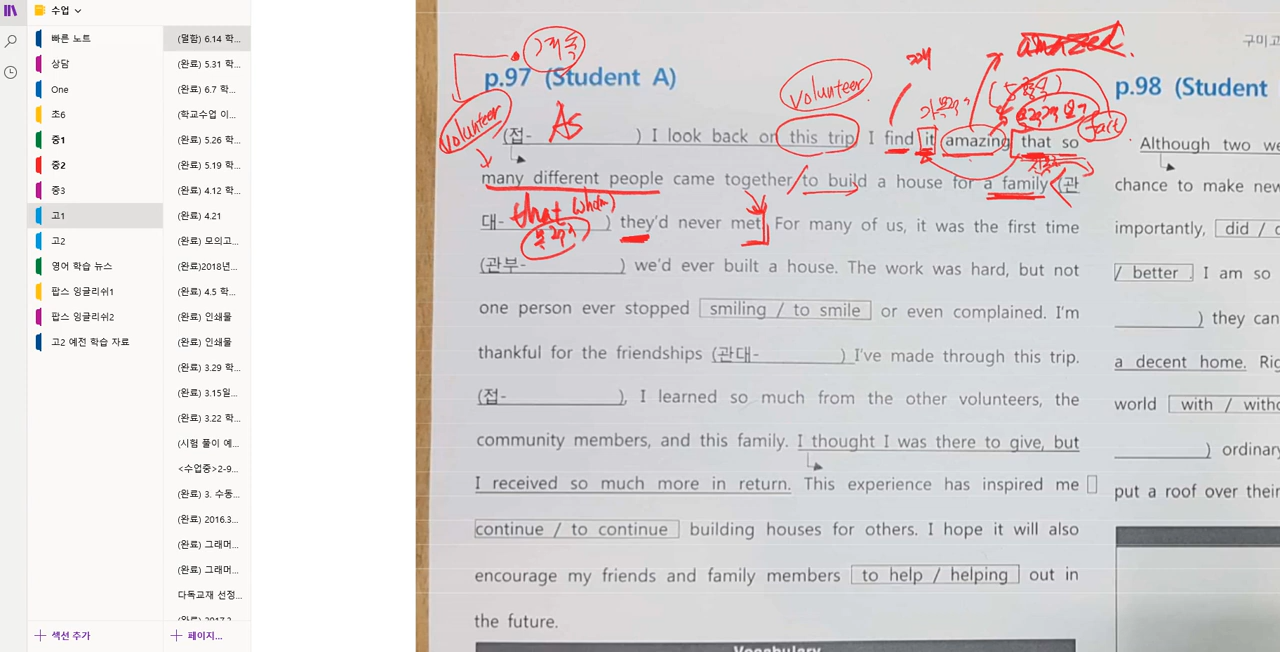 수업
빠른 노트
상담
One
초6
중1
중2
중3
고1
고2
영어 학습 뉴스
팝스 잉글리쉬1
팝스 잉글리쉬2
고2 예전 학습 자료
섹션 추가
(밀함) 6.14 학...
(완료) 5.31 학...
(완료) 6.7 학...
(학교수업 이...
(완료) 5.26 학...
(완료) 5.19 학...
(완료) 4.12 학...
(완료) 4.21
(완료) 모의고...
(완료)2018년...
(완료) 4.5 학...
(완료) 인쇄물
(완료) 인쇄물
(완료) 3.29 학...
(완료) 3.15일...
(완료) 3.22 학...
(시험 풀이 예...
<수업중>2-9...
(완료) 3. 수동...
(완료) 2016.3...
(완료) 그래머...
(완료) 그래머...
다독교재 선정...
페이지...
p.97 (Student A)
volunteer
volunteer
amazed
(접- As ) I look back on this trip I find it amazing that so
fact
many different people came together to build a house for a family (관
대- that (whom) ) they'd never met. For many of us, it was the first time
목적격
(관부- ) we'd ever built a house. The work was hard, but not
one person ever stopped smiling / to smile or even complained. I'm
thankful for the friendships (관대- ) I've made through this trip.
(접- ), I learned so much from the other volunteers, the
community members, and this family. I thought I was there to give, but
I received so much more in return. This experience has inspired me
continue / to continue building houses for others. I hope it will also
encourage my friends and family members to help / helping out in
the future.
Vocabulary
구미고
p.98 (Student
Although two we
chance to make new
importantly, did / d
/ better I am so
) they can
a decent home. Rig
world with / witho
) ordinary
put a roof over their